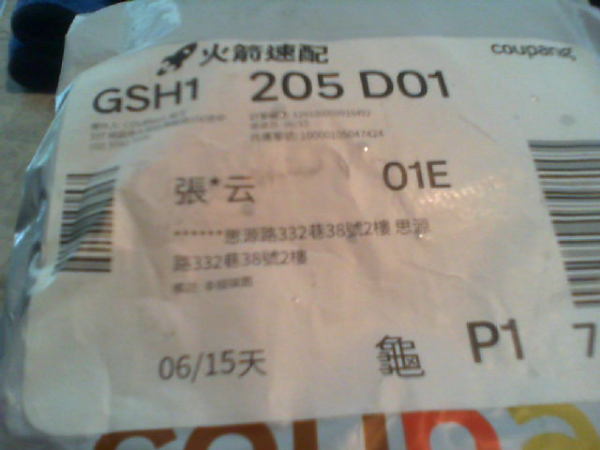 火箭速配
coupang
GSH1 205 D01
張*云 01E
******思源路332巷38號2樓 思源
路332巷38號2樓
06/15天 龜 P1 7